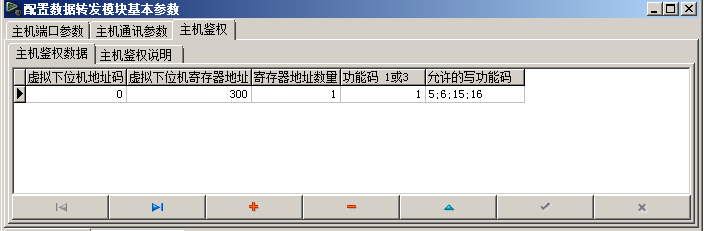 配置数据转发模块基本参数
主机端口参数 主机通讯参数 主机鉴权
主机鉴权数据 主机鉴权说明
虚拟下位机地址码 虚拟下位机寄存器地址 寄存器地址数量 功能码 1或3 允许的写功能码
0 300 1 1 5;6;15;16